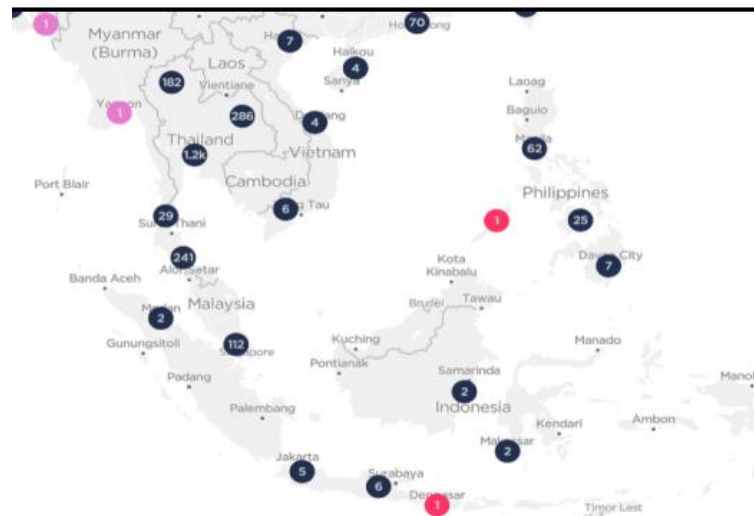 1
70
Myanmar
(Burma)
7
Haikou
4
Laos
Sanya
182
Vientiane
Laoag
286
1
4
Baguio
Thailand
1.2k
Vietnam
62
Port Blair
Cambodia
Philippines
29
6
1
25
241
Kota
Kinabalu
7
Banda Aceh
Malaysia
Brunei
Tawau
2
Gunungsitoli
112
Kuching
Manado
Padang
Pontianak
Samarinda
2
Palembang
Indonesia
Kendari
Ambon
2
Jakarta
5
Surabaya
6
1